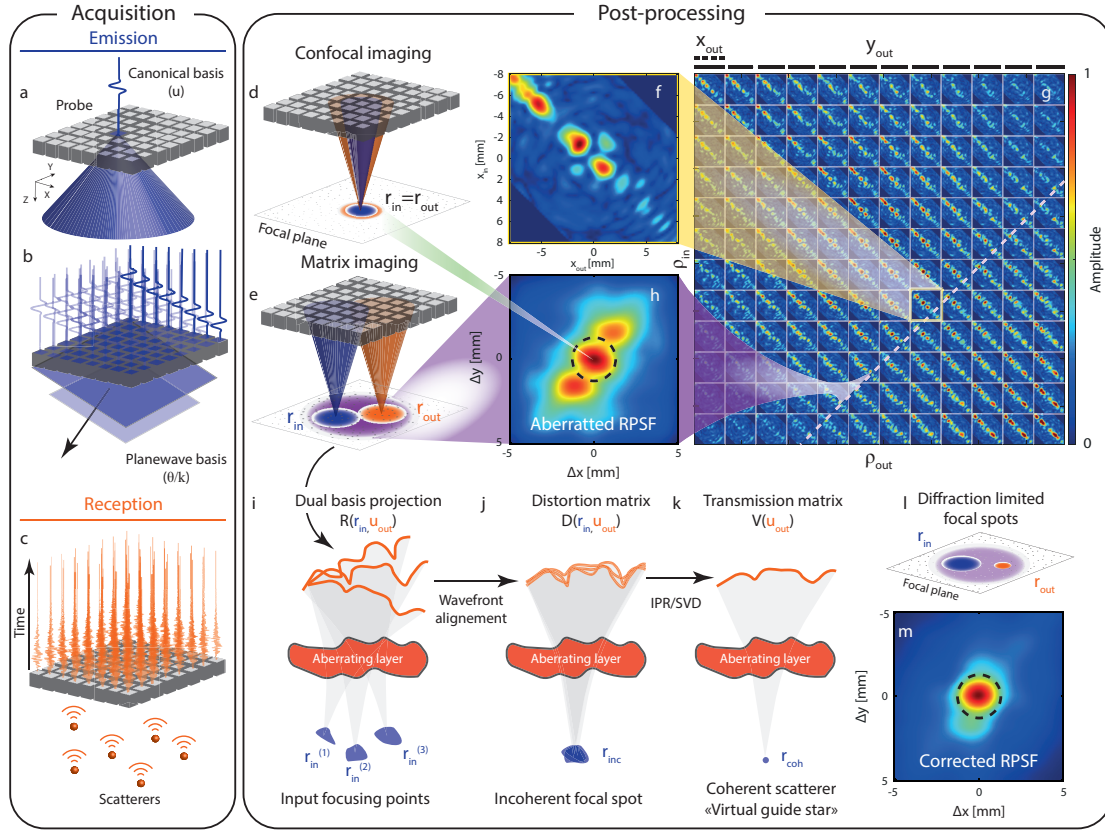 Acquisition
Emission
Canonical basis
(u)
a
Probe
Y
X
Z
b
Planewave basis
(θ/k)
Reception
c
Time
Scatterers
Post-processing
Confocal imaging
d
r_in=r_out
Focal plane
Matrix imaging
e
r_in
r_out
f
-8
-6
-4
-2
0
2
4
6
8
x_in [mm]
-5
0
5
x_out [mm]
x_out
y_out
g
ρ_in
ρ_out
1
Amplitude
0
h
-5
0
5
Δy [mm]
Aberratted RPSF
-5
0
5
Δx [mm]
i
Dual basis projection
R(r_in, u_out)
Aberrating layer
r_in^(1)
r_in^(2)
r_in^(3)
Input focusing points
Wavefront
alignement
j
Distortion matrix
D(r_in, u_out)
Aberrating layer
r_inc
Incoherent focal spot
IPR/SVD
k
Transmission matrix
V(u_out)
Aberrating layer
r_coh
Coherent scatterer
«Virtual guide star»
l
Diffraction limited
focal spots
r_in
r_out
Focal plane
m
-5
0
5
Δy [mm]
Corrected RPSF
-5
0
5
Δx [mm]